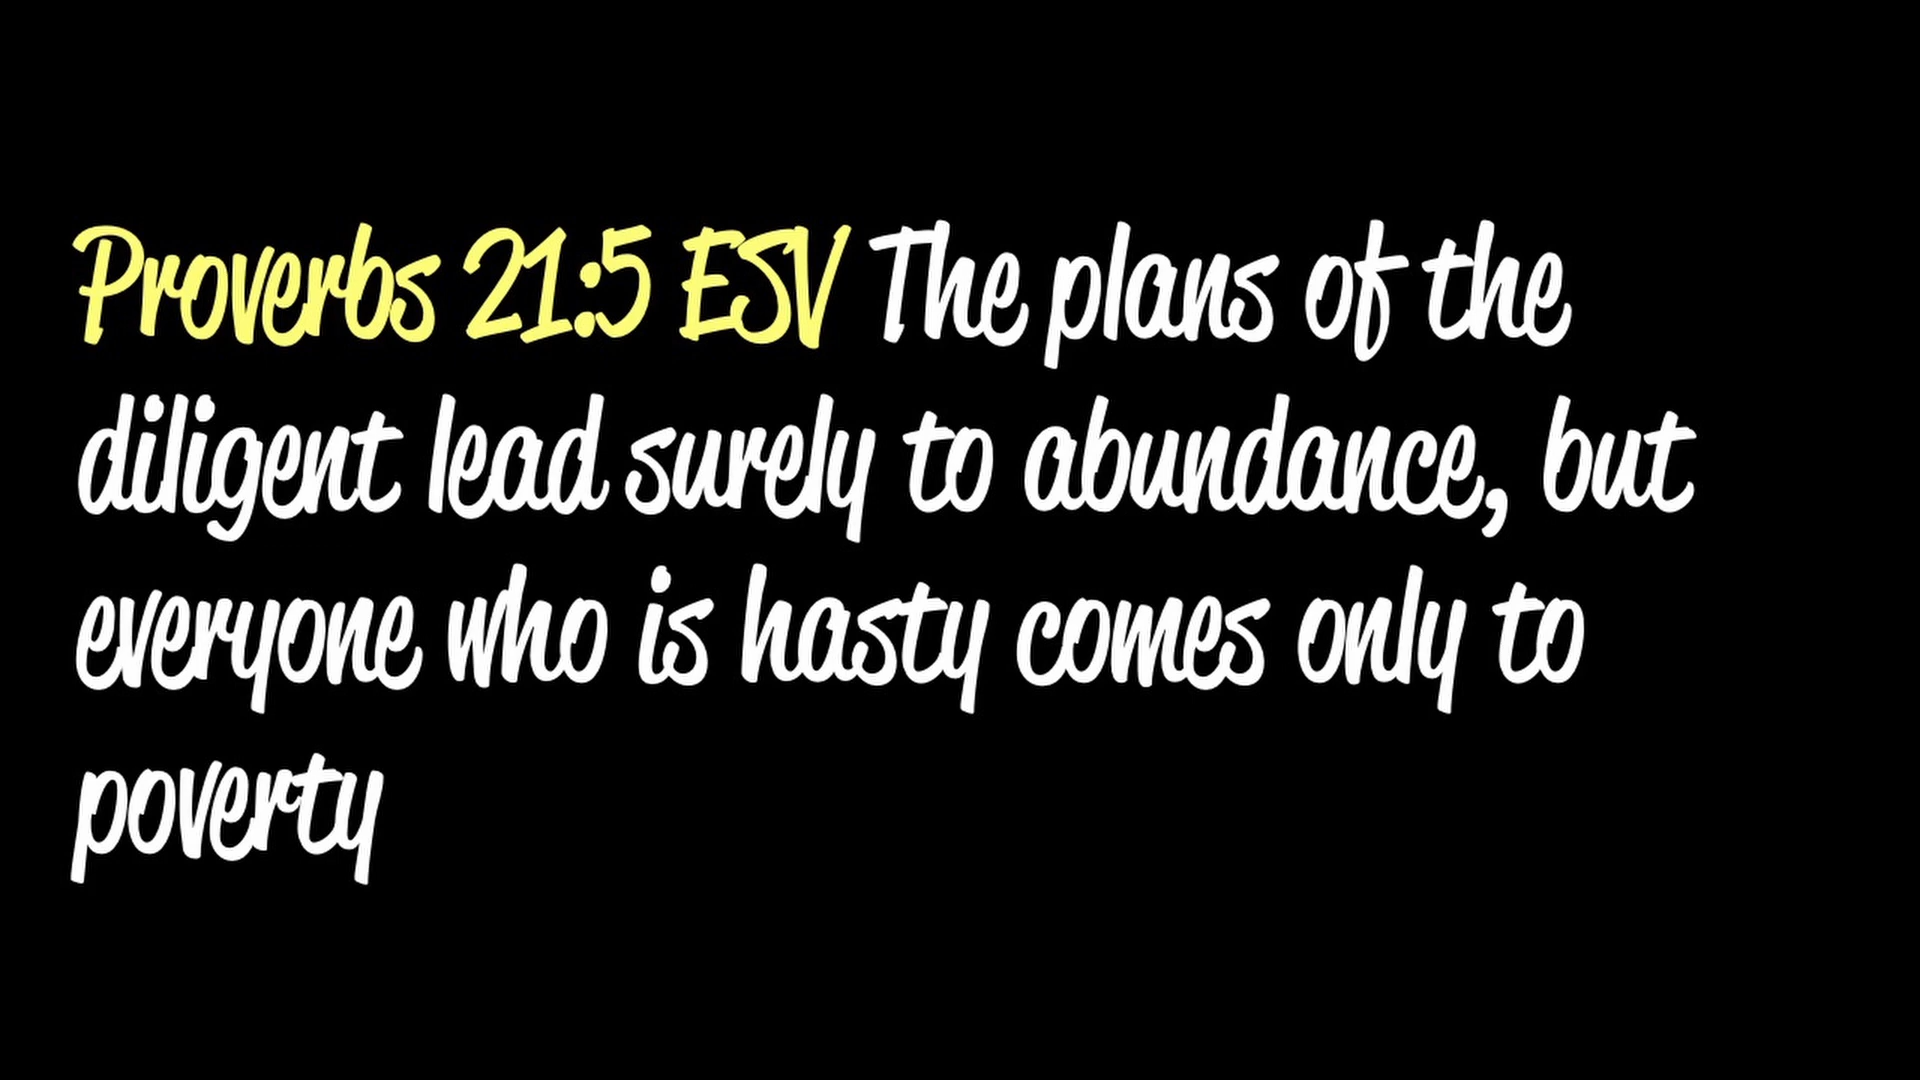 Proverbs 21:5 ESV The plans of the
diligent lead surely to abundance, but
everyone who is hasty comes only to
poverty